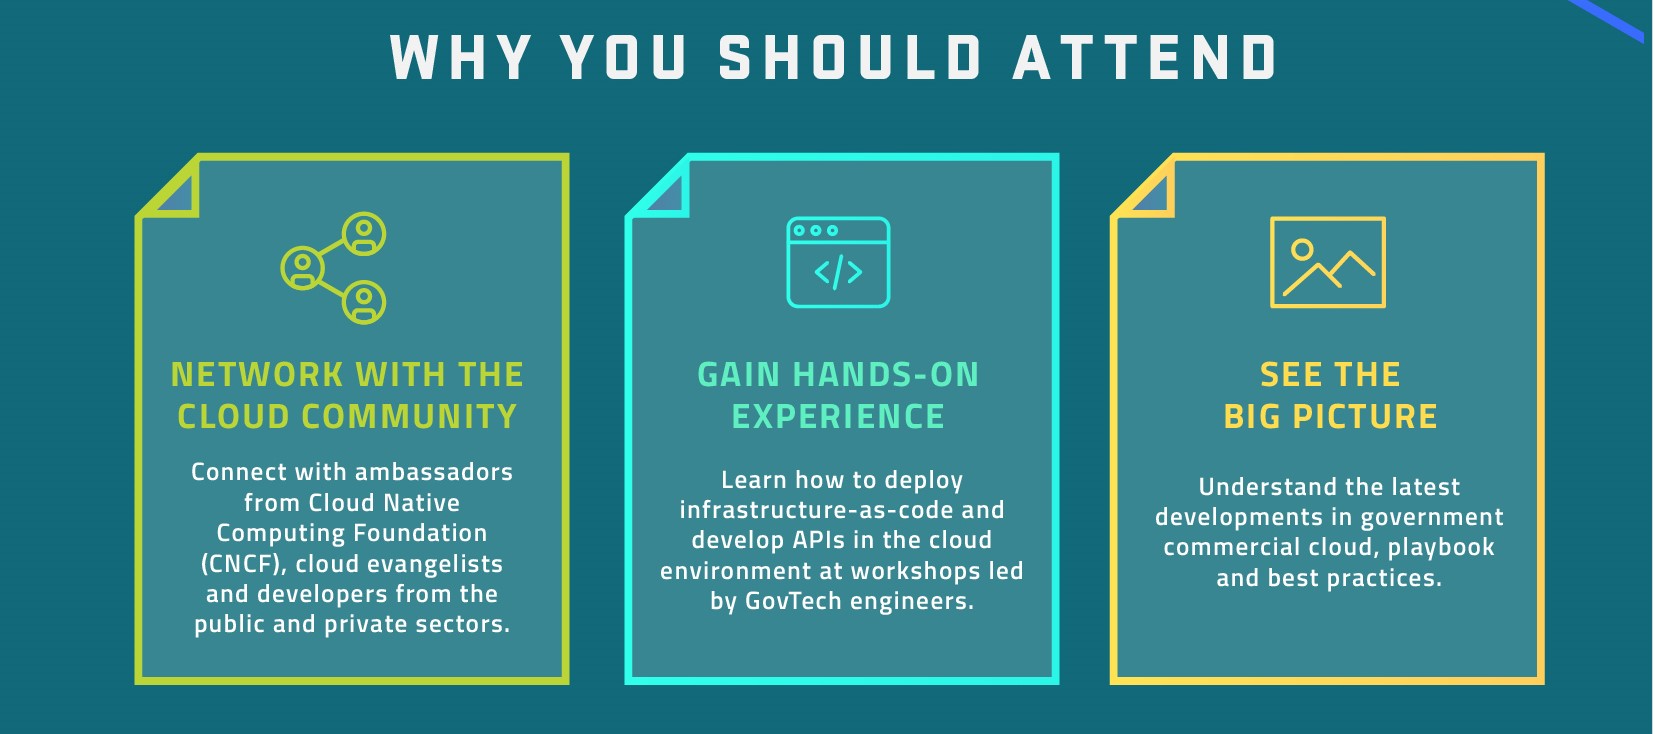 WHY YOU SHOULD ATTEND
</>
NETWORK WITH THE
CLOUD COMMUNITY
Connect with ambassadors
from Cloud Native
Computing Foundation
(CNCF), cloud evangelists
and developers from the
public and private sectors.
GAIN HANDS-ON
EXPERIENCE
Learn how to deploy
infrastructure-as-code and
develop APIs in the cloud
environment at workshops led
by GovTech engineers.
SEE THE
BIG PICTURE
Understand the latest
developments in government
commercial cloud, playbook
and best practices.